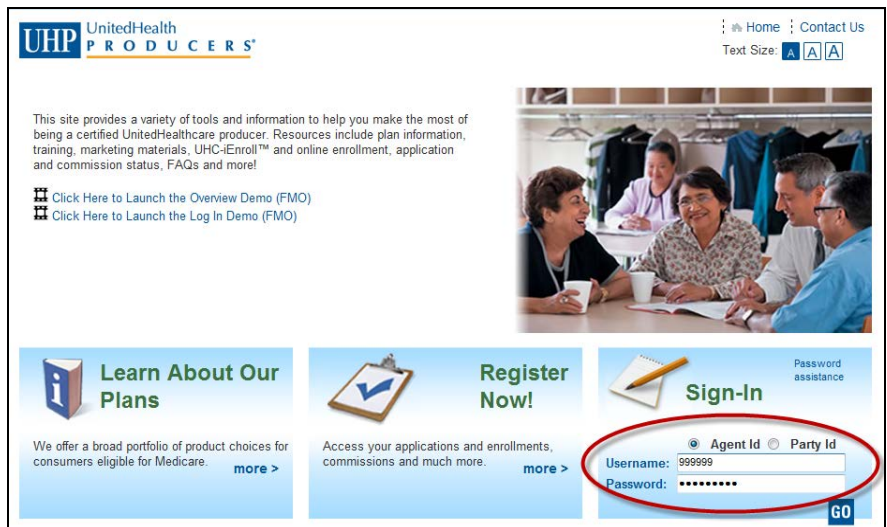 UHP UnitedHealth
PRODUCERS®
Home Contact Us
Text Size: A A A
This site provides a variety of tools and information to help you make the most of
being a certified UnitedHealthcare producer. Resources include plan information,
training, marketing materials, UHC-iEnroll™ and online enrollment, application
and commission status, FAQs and more!
Click Here to Launch the Overview Demo (FMO)
Click Here to Launch the Log In Demo (FMO)
i
Learn About Our
Plans
We offer a broad portfolio of product choices for
consumers eligible for Medicare.
more >
Register
Now!
Access your applications and enrollments,
commissions and much more.
more >
Password
assistance
Sign-In
Agent Id Party Id
Username: 999999
Password: •••••••••
GO